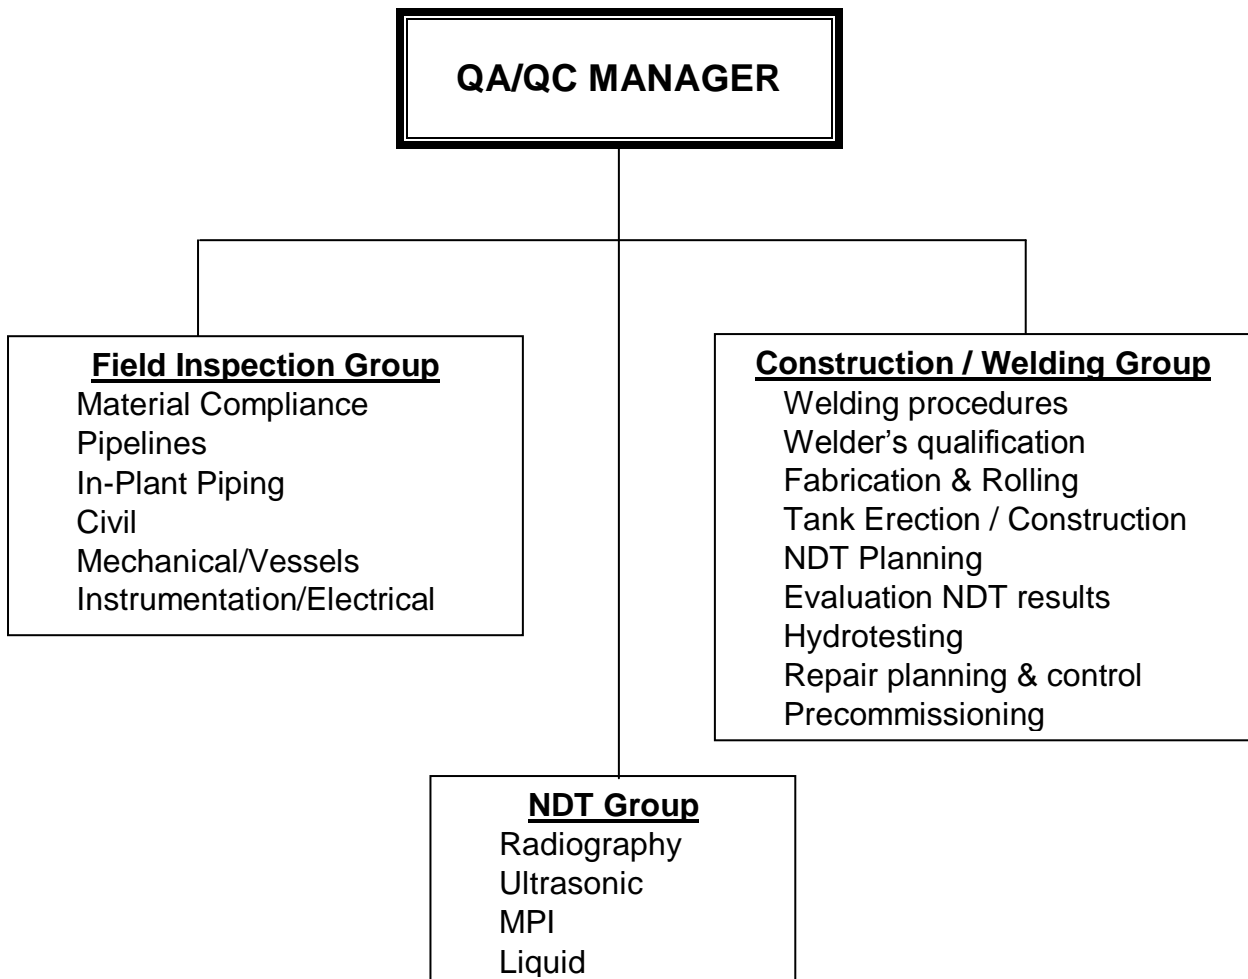 QA/QC MANAGER
Field Inspection Group
Material Compliance
Pipelines
In-Plant Piping
Civil
Mechanical/Vessels
Instrumentation/Electrical
Construction / Welding Group
Welding procedures
Welder’s qualification
Fabrication & Rolling
Tank Erection / Construction
NDT Planning
Evaluation NDT results
Hydrotesting
Repair planning & control
Precommissioning
NDT Group
Radiography
Ultrasonic
MPI
Liquid